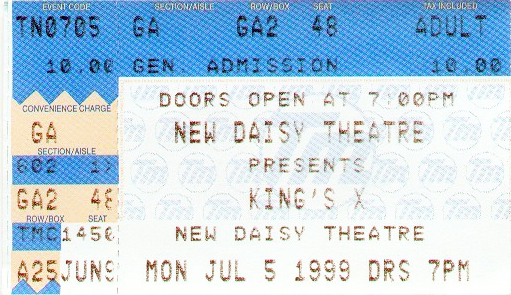 EVENT CODE SECTION/AISLE ROW/BOX SEAT TAX INCLUDED
TN0705 GA GA2 48 ADULT
10.00 GEN ADMISSION 10.00
DOORS OPEN AT 7:00PM
NEW DAISY THEATRE
PRESENTS
KING'S X
NEW DAISY THEATRE
MON JUL 5 1999 DRS 7PM
CONVENIENCE CHARGE
GA
SECTION/AISLE
602
GA2 48
ROW/BOX SEAT
TMC1450
A25JUN9